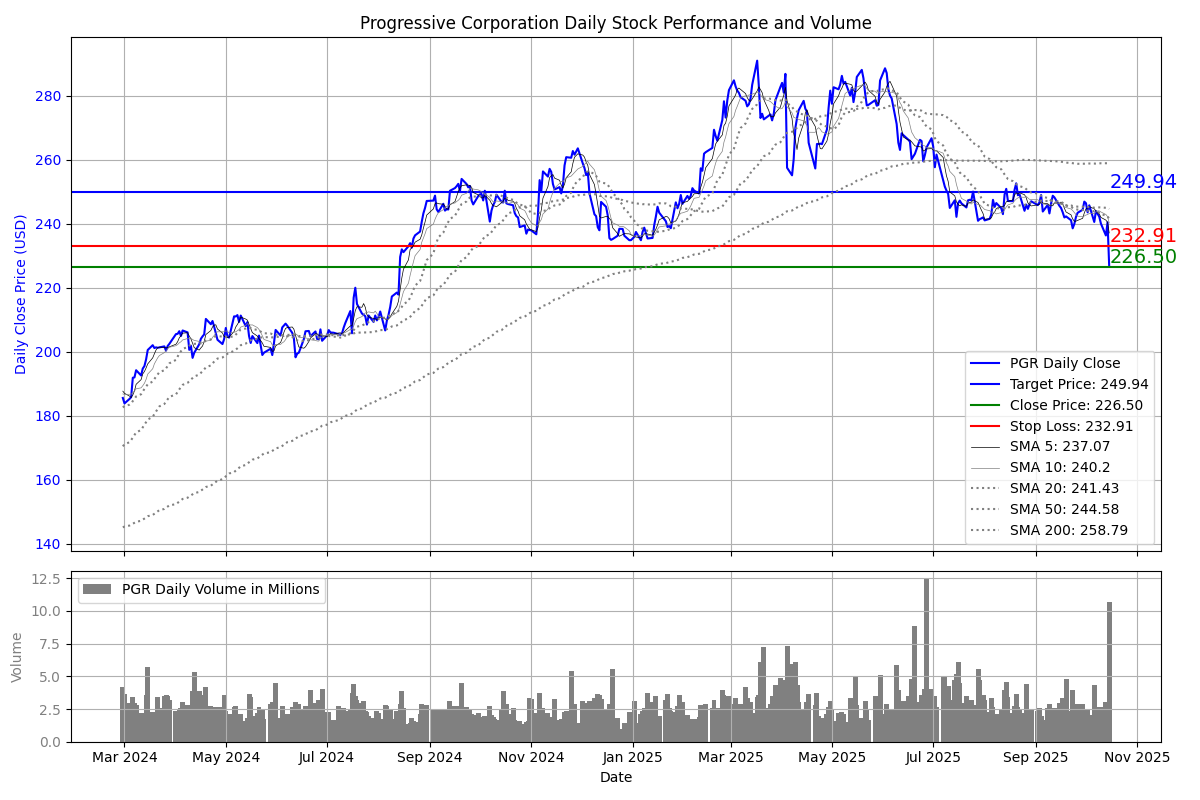 Progressive Corporation Daily Stock Performance and Volume
Daily Close Price (USD)
280
260
240
220
200
180
160
140
249.94
232.91
226.50
PGR Daily Close
Target Price: 249.94
Close Price: 226.50
Stop Loss: 232.91
SMA 5: 237.07
SMA 10: 240.2
SMA 20: 241.43
SMA 50: 244.58
SMA 200: 258.79
Volume
12.5
10.0
7.5
5.0
2.5
0.0
PGR Daily Volume in Millions
Mar 2024 May 2024 Jul 2024 Sep 2024 Nov 2024 Jan 2025 Mar 2025 May 2025 Jul 2025 Sep 2025 Nov 2025
Date